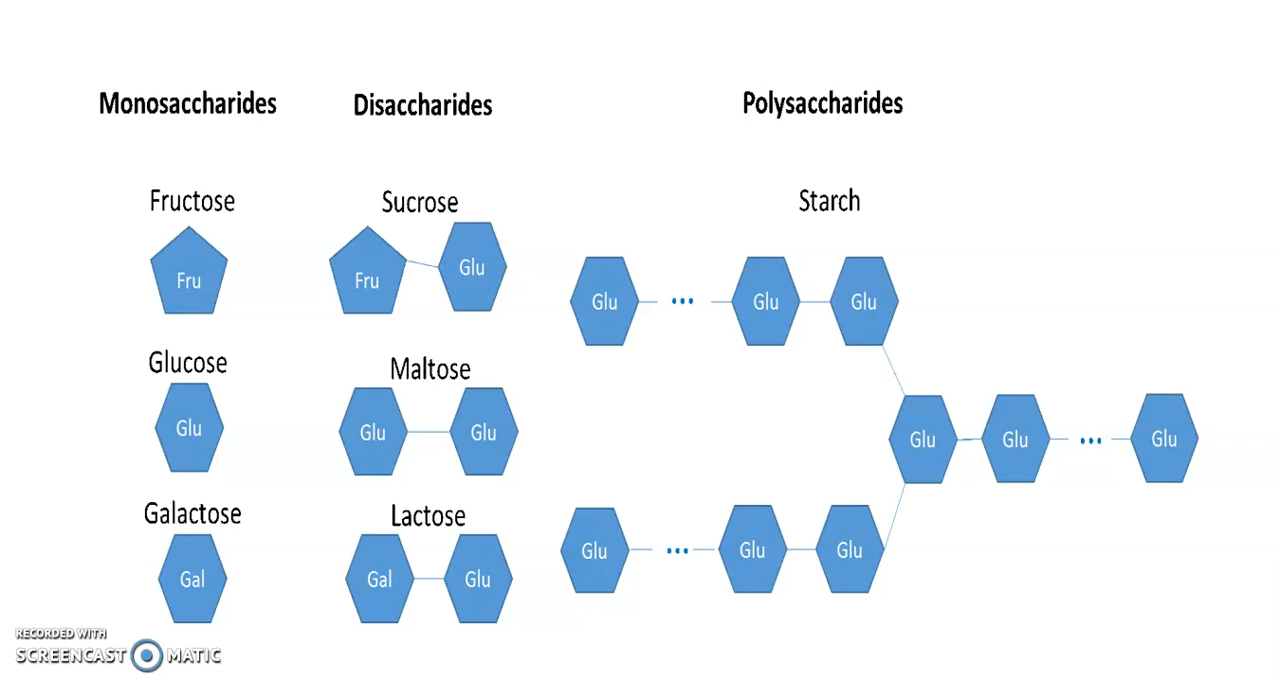 Monosaccharides
Disaccharides
Polysaccharides
Fructose
Sucrose
Starch
Fru
Fru
Glu
Glu
...
Glu
Glu
Glucose
Maltose
Glu
Glu
Glu
Glu
Glu
...
Glu
Galactose
Lactose
Gal
Gal
Glu
Glu
...
Glu
Glu
RECORDED WITH
SCREENCAST MATIC